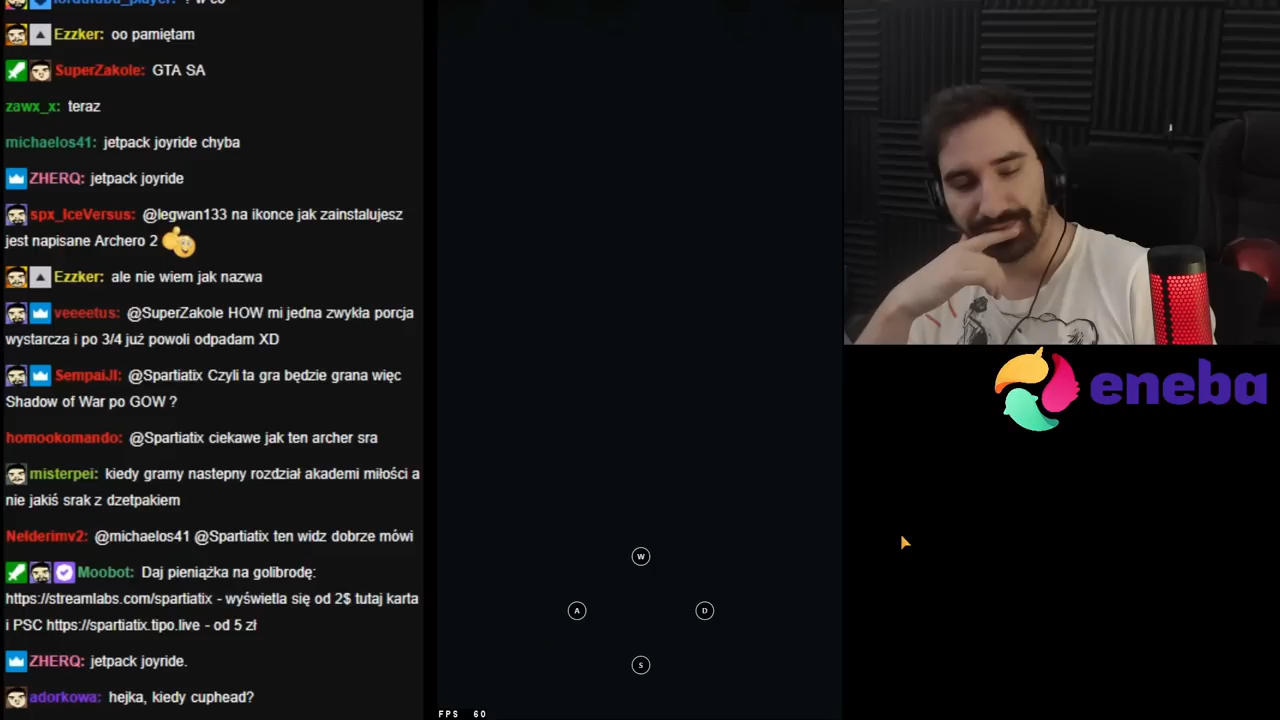 lordtaba_player: ? w co
Ezzker: oo pamiętam
SuperZakole: GTA SA
zawx_x: teraz
michaelos41: jetpack joyride chyba
ZHERQ: jetpack joyride
spx_IceVersus: @legwan133 na ikonce jak zainstalujesz
jest napisane Archero 2
Ezzker: ale nie wiem jak nazwa
veeeetus: @SuperZakole HOW mi jedna zwykła porcja
wystarcza i po 3/4 już powoli odpadam XD
SempaiJI: @Spartiatix Czyli ta gra będzie grana więc
Shadow of War po GOW ?
homookomando: @Spartiatix ciekawe jak ten archer sra
misterpei: kiedy gramy nastepny rozdział akademi miłości a
nie jakiś srak z dzetpakiem
Nelderimv2: @michaelos41 @Spartiatix ten widz dobrze mówi
Moobot: Daj pieniążka na golibrodę:
https://streamlabs.com/spartiatix - wyświetla się od 2$ tutaj karta
i PSC https://spartiatix.tipo.live - od 5 zł
ZHERQ: jetpack joyride.
adorkowa: hejka, kiedy cuphead?
W
A
D
S
FPS 60
eneba